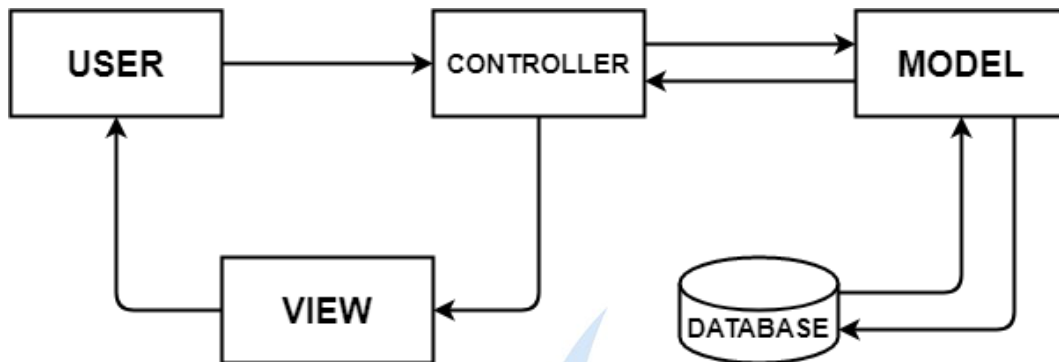 USER
CONTROLLER
MODEL
VIEW
DATABASE